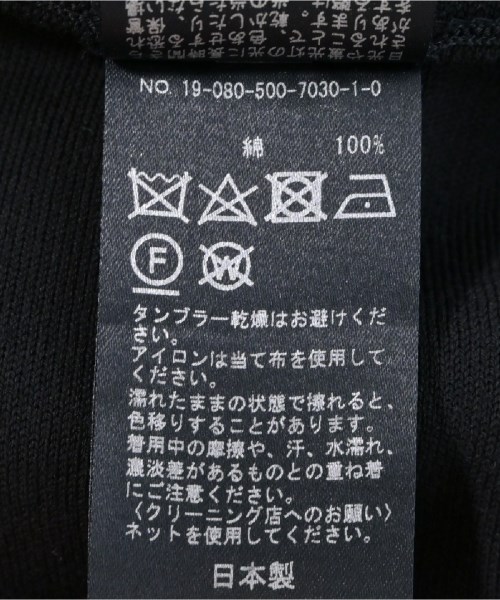 NO. 19-080-500-7030-1-0
綿 100%
F
W
タンブラー乾燥はお避けくだ
さい。
アイロンは当て布を使用して
ください。
濡れたままの状態で擦れると、
色移りすることがあります。
着用中の摩擦や、汗、水濡れ、
濃淡差があるものとの重ね着
にご注意ください。
〈クリーニング店へのお願い〉
ネットを使用してください。
日本製